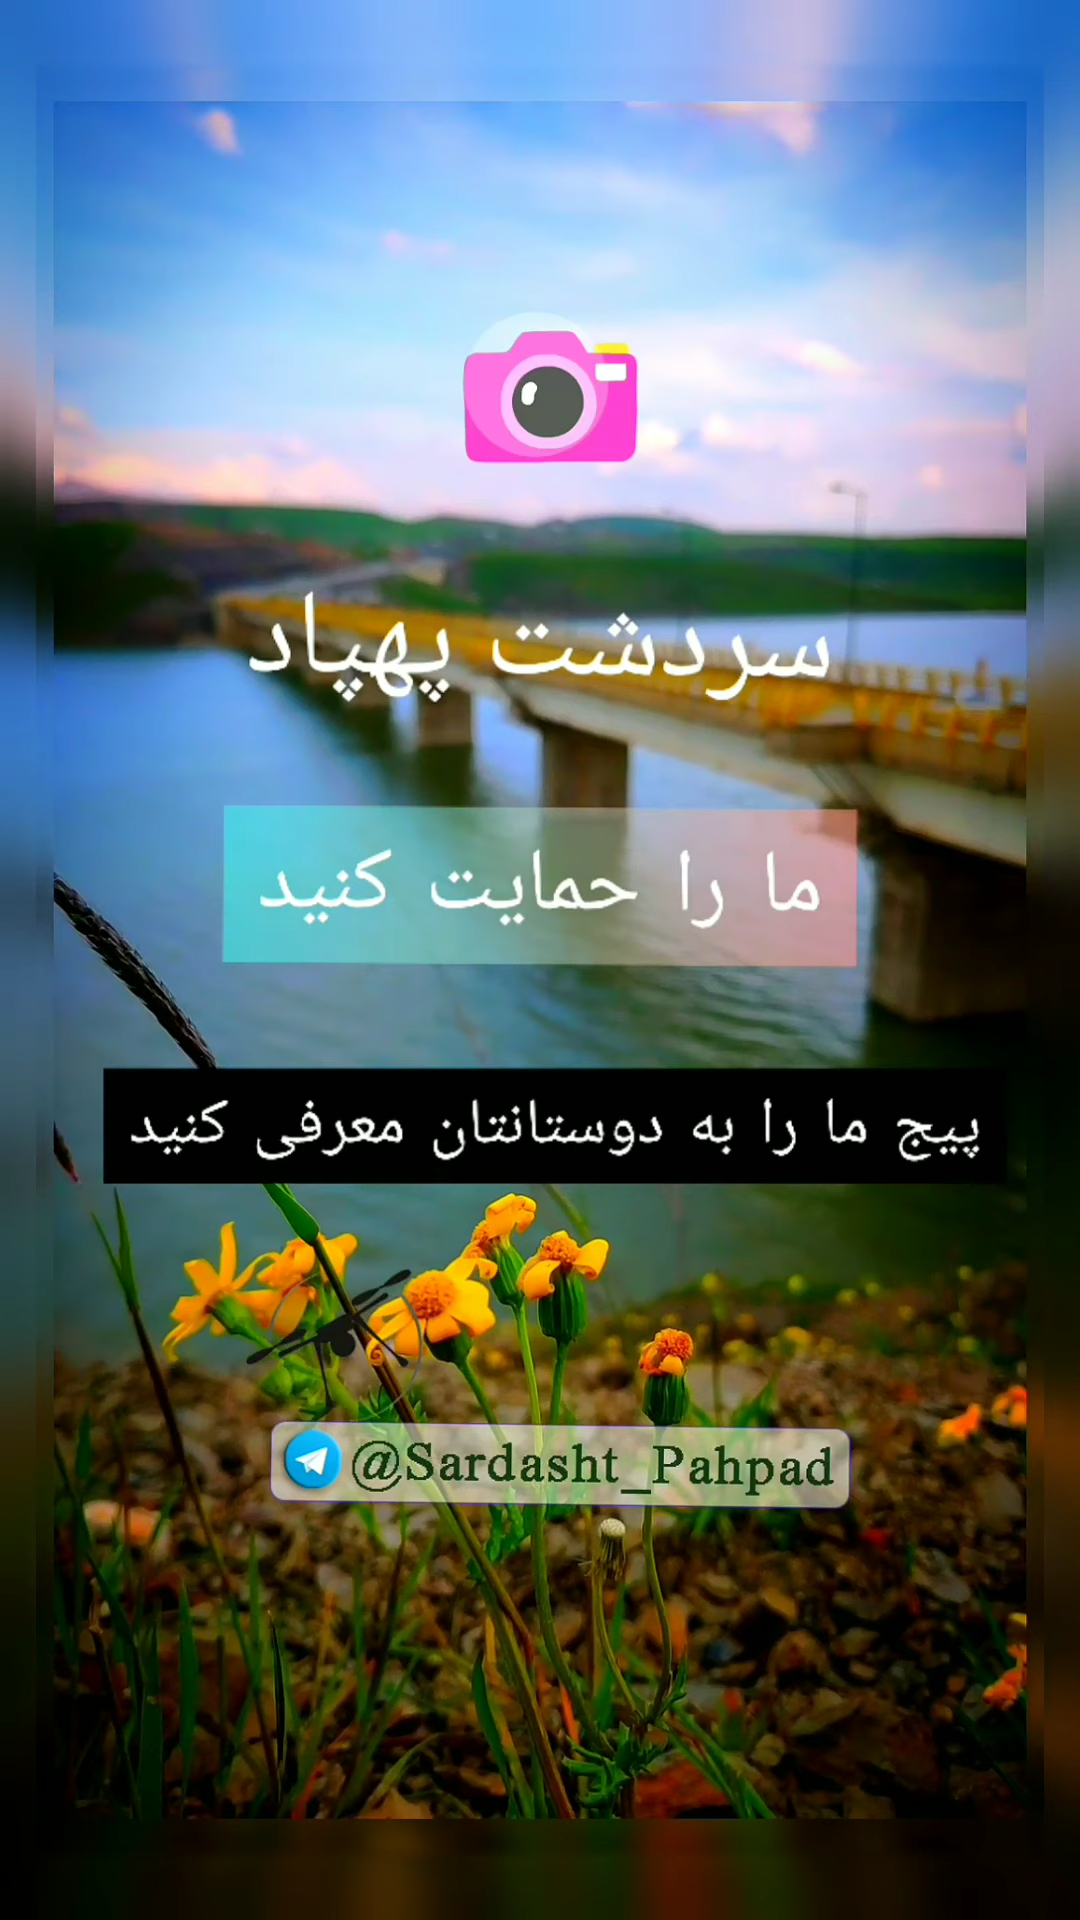 سردشت پهپاد
ما را حمایت کنید
پیج ما را به دوستانتان معرفی کنید
@Sardasht_Pahpad